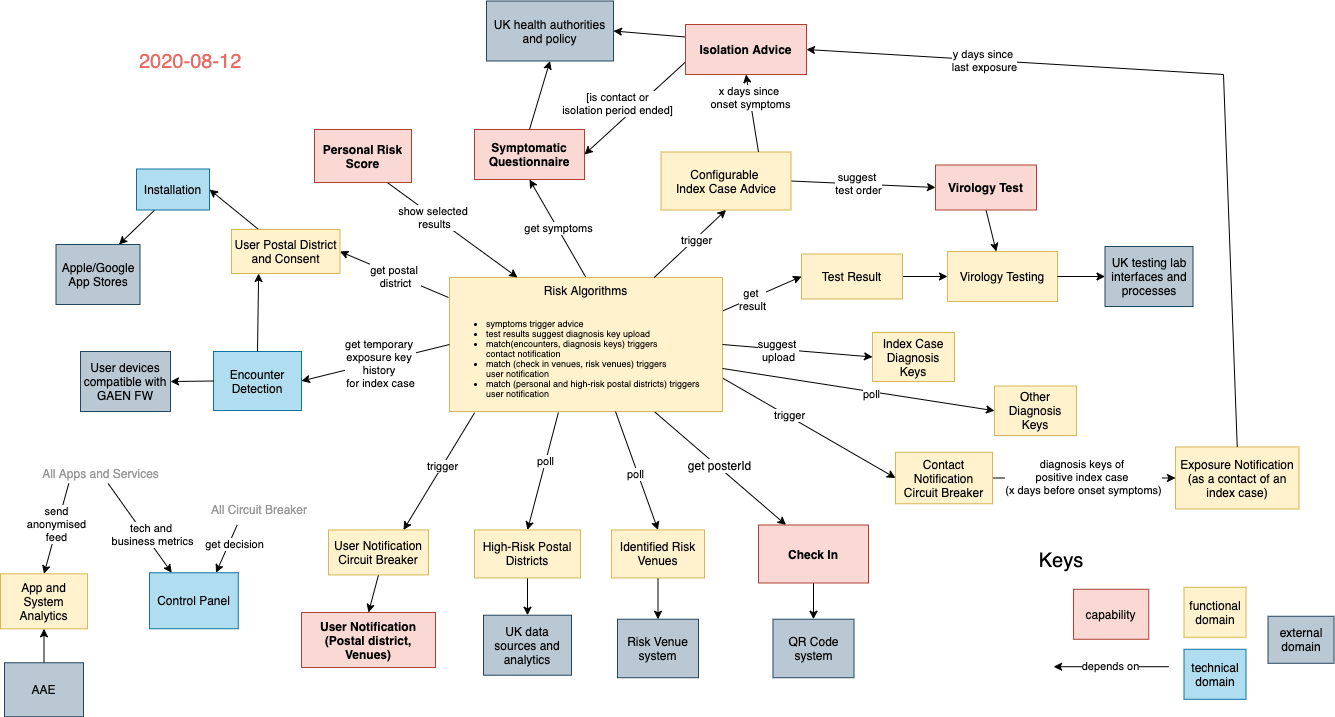 UK health authorities
and policy
Isolation Advice
y days since
last exposure
2020-08-12
x days since
onset symptoms
[is contact or
isolation period ended]
Personal Risk
Score
Symptomatic
Questionnaire
Configurable
Index Case Advice
suggest
test order
Virology Test
Installation
show selected
results
get symptoms
trigger
User Postal District
and Consent
Apple/Google
App Stores
get postal
district
Risk Algorithms
• symptoms trigger advice
• test results suggest diagnosis key upload
• match(encounters, diagnosis keys) triggers
contact notification
• match (check in venues, risk venues) triggers
user notification
• match (personal and high-risk postal districts) triggers
user notification
get
result
Test Result
Virology Testing
UK testing lab
interfaces and
processes
get temporary
exposure key
history
for index case
suggest
upload
Index Case
Diagnosis
Keys
User devices
compatible with
GAEN FW
Encounter
Detection
poll
Other
Diagnosis
Keys
trigger
Contact
Notification
Circuit Breaker
diagnosis keys of
positive index case
(x days before onset symptoms)
Exposure Notification
(as a contact of an
index case)
trigger
poll
poll
get posterId
All Apps and Services
send
anonymised
feed
tech and
business metrics
All Circuit Breaker
get decision
User Notification
Circuit Breaker
High-Risk Postal
Districts
Identified Risk
Venues
Check In
App and
System
Analytics
Control Panel
User Notification
(Postal district,
Venues)
UK data
sources and
analytics
Risk Venue
system
QR Code
system
AAE
Keys
capability
functional
domain
external
domain
depends on
technical
domain